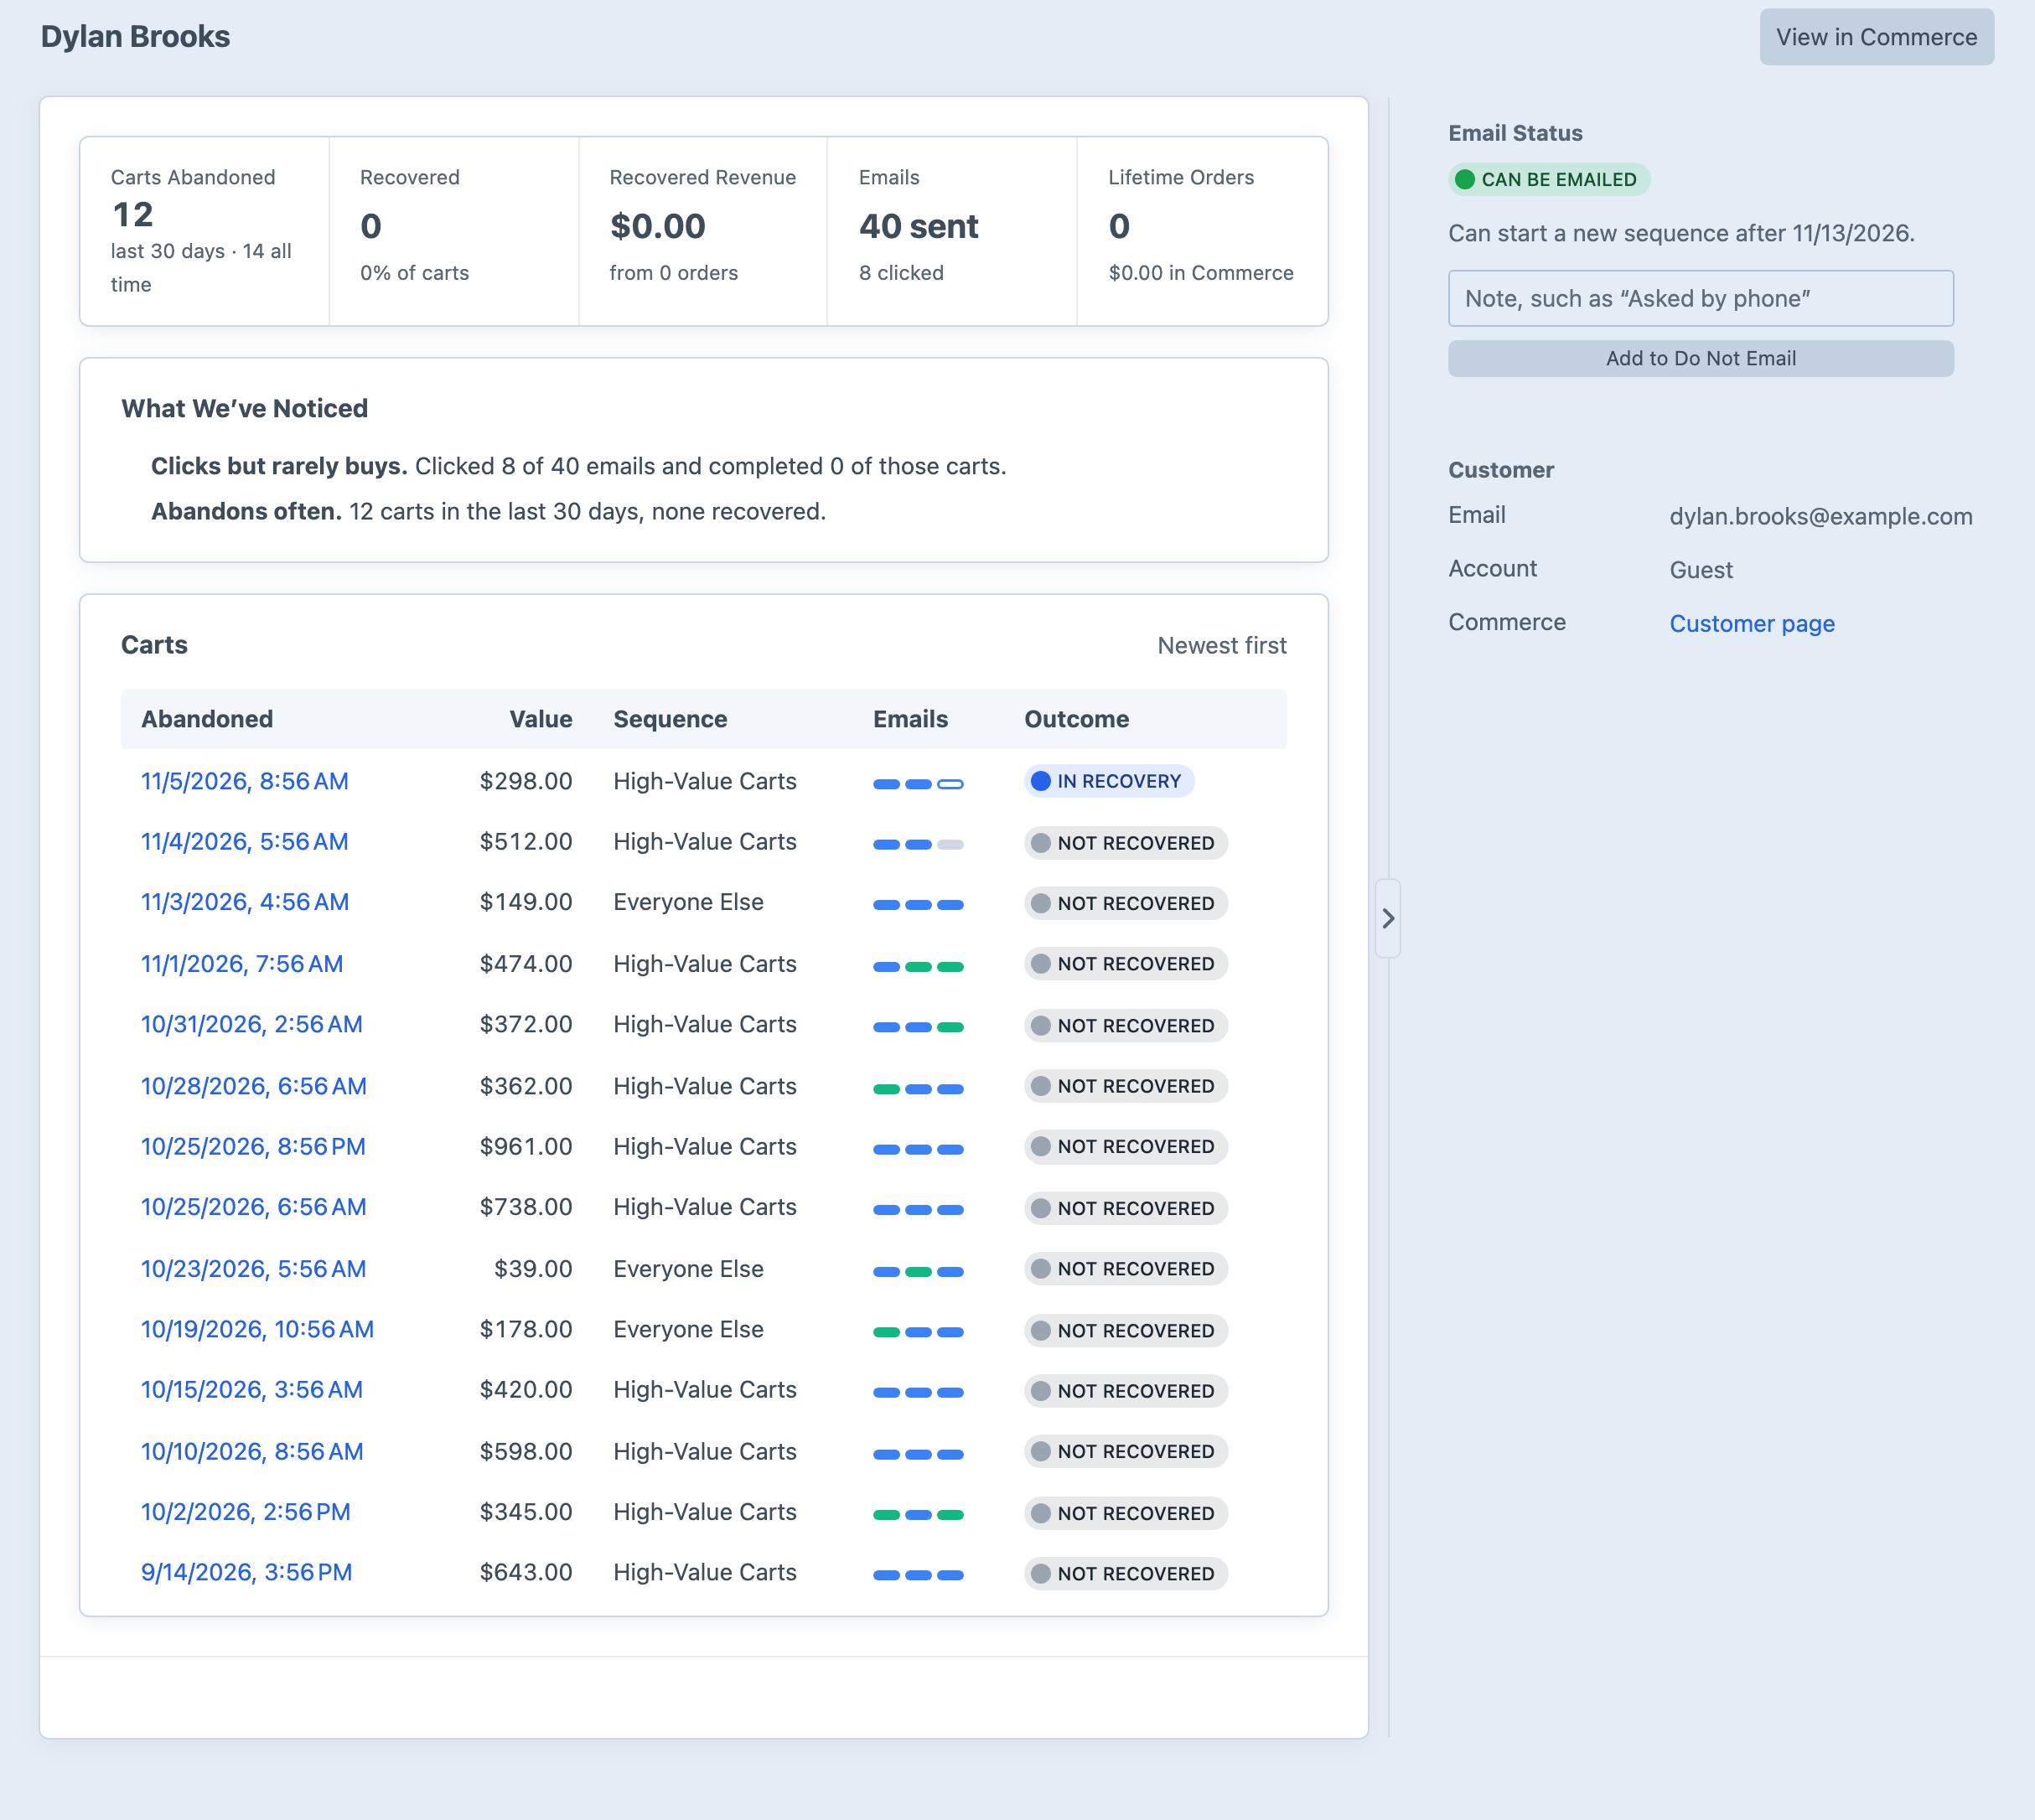 Dylan Brooks
View in Commerce
Carts Abandoned
12
last 30 days · 14 all
time
Recovered
0
0% of carts
Recovered Revenue
$0.00
from 0 orders
Emails
40 sent
8 clicked
Lifetime Orders
0
$0.00 in Commerce
What We’ve Noticed
Clicks but rarely buys. Clicked 8 of 40 emails and completed 0 of those carts.
Abandons often. 12 carts in the last 30 days, none recovered.
Carts
Newest first
Abandoned Value Sequence Emails Outcome
11/5/2026, 8:56 AM $298.00 High-Value Carts IN RECOVERY
11/4/2026, 5:56 AM $512.00 High-Value Carts NOT RECOVERED
11/3/2026, 4:56 AM $149.00 Everyone Else NOT RECOVERED
11/1/2026, 7:56 AM $474.00 High-Value Carts NOT RECOVERED
10/31/2026, 2:56 AM $372.00 High-Value Carts NOT RECOVERED
10/28/2026, 6:56 AM $362.00 High-Value Carts NOT RECOVERED
10/25/2026, 8:56 PM $961.00 High-Value Carts NOT RECOVERED
10/25/2026, 6:56 AM $738.00 High-Value Carts NOT RECOVERED
10/23/2026, 5:56 AM $39.00 Everyone Else NOT RECOVERED
10/19/2026, 10:56 AM $178.00 Everyone Else NOT RECOVERED
10/15/2026, 3:56 AM $420.00 High-Value Carts NOT RECOVERED
10/10/2026, 8:56 AM $598.00 High-Value Carts NOT RECOVERED
10/2/2026, 2:56 PM $345.00 High-Value Carts NOT RECOVERED
9/14/2026, 3:56 PM $643.00 High-Value Carts NOT RECOVERED
Email Status
CAN BE EMAILED
Can start a new sequence after 11/13/2026.
Note, such as “Asked by phone”
Add to Do Not Email
Customer
Email dylan.brooks@example.com
Account Guest
Commerce Customer page